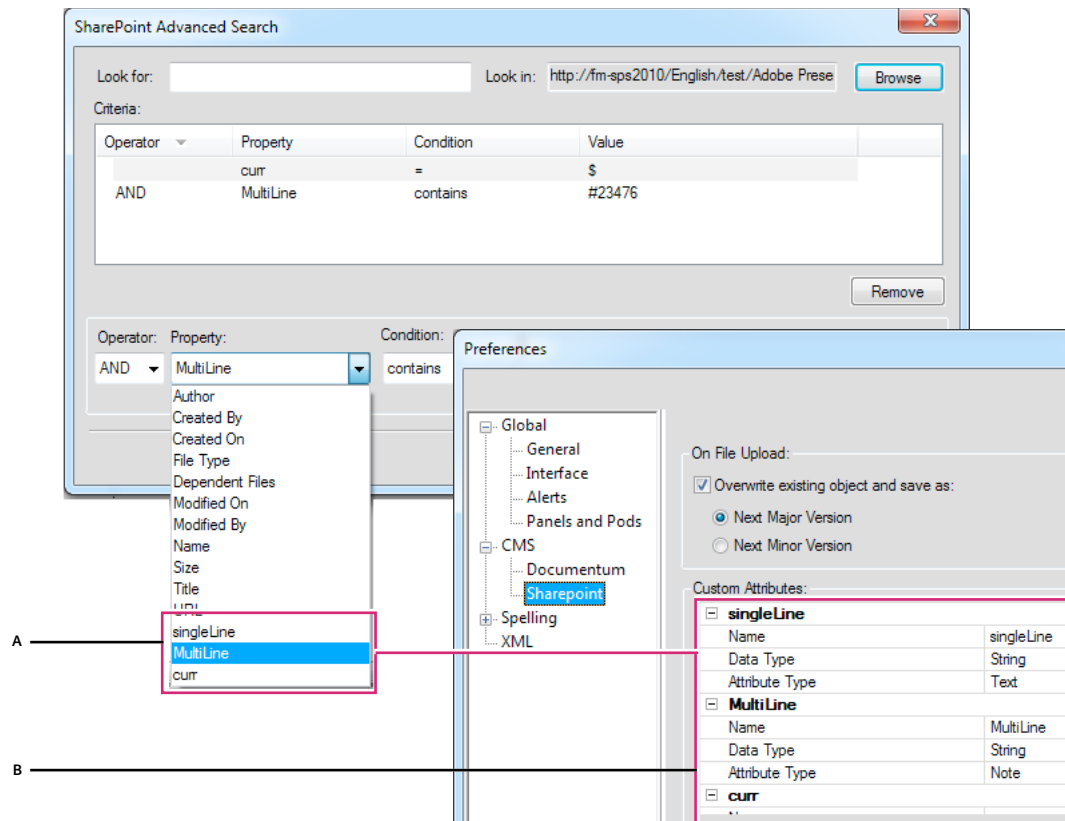 SharePoint Advanced Search
Look for:
Look in: http://fm-sps2010/English/test/Adobe Prese Browse
Criteria:
Operator Property Condition Value
curr = $
AND MultiLine contains #23476
Remove
Operator: Property: Condition:
AND MultiLine contains
Author
Created By
Created On
File Type
Dependent Files
Modified On
Modified By
Name
Size
Title
URL
singleLine
MultiLine
curr
A
B
Preferences
Global
General
Interface
Alerts
Panels and Pods
CMS
Documentum
Sharepoint
Spelling
XML
On File Upload:
Overwrite existing object and save as:
Next Major Version
Next Minor Version
Custom Attributes:
singleLine
Name singleLine
Data Type String
Attribute Type Text
MultiLine
Name MultiLine
Data Type String
Attribute Type Note
curr